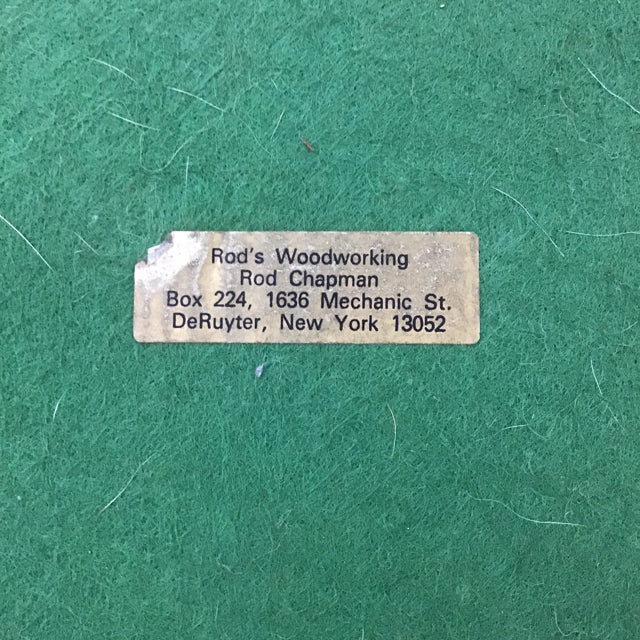 Rod's Woodworking
Rod Chapman
Box 224, 1636 Mechanic St.
DeRuyter, New York 13052